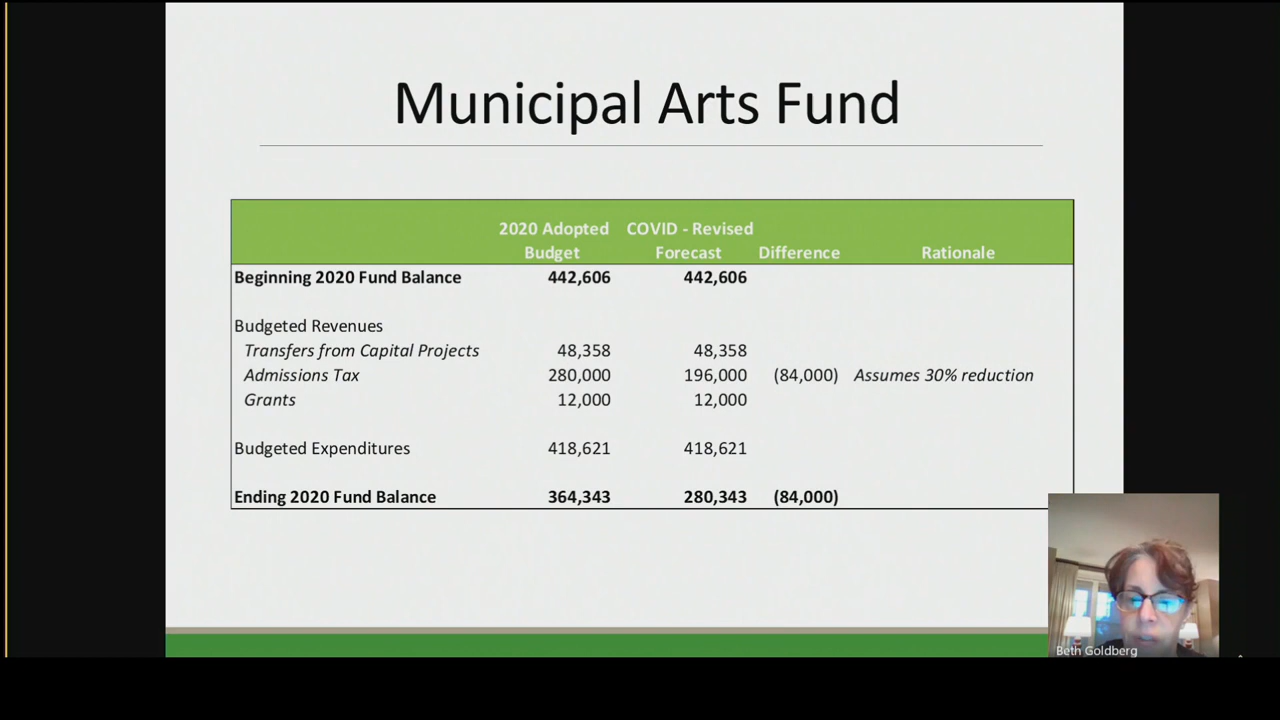 Municipal Arts Fund
2020 Adopted Budget COVID - Revised Forecast Difference Rationale
Beginning 2020 Fund Balance 442,606 442,606
Budgeted Revenues
Transfers from Capital Projects 48,358 48,358
Admissions Tax 280,000 196,000 (84,000) Assumes 30% reduction
Grants 12,000 12,000
Budgeted Expenditures 418,621 418,621
Ending 2020 Fund Balance 364,343 280,343 (84,000)
Beth Goldberg